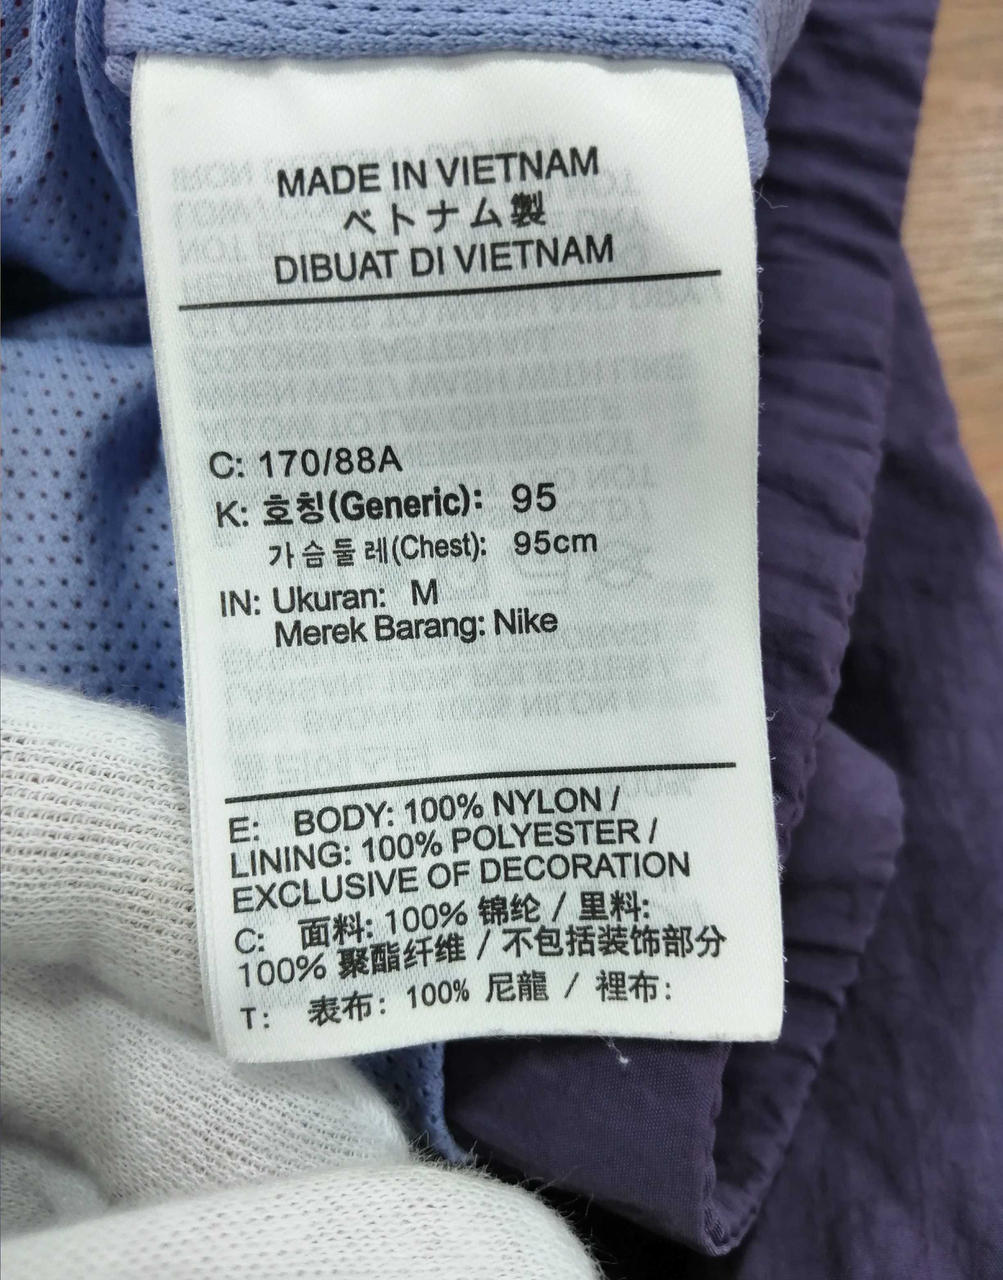 MADE IN VIETNAM
ベトナム製
DIBUAT DI VIETNAM
C: 170/88A
K: 호칭(Generic): 95
가슴둘레(Chest): 95cm
IN: Ukuran: M
Merek Barang: Nike
E: BODY: 100% NYLON /
LINING: 100% POLYESTER /
EXCLUSIVE OF DECORATION
C: 面料: 100% 锦纶 / 里料:
100% 聚酯纤维 / 不包括装饰部分
T: 表布: 100% 尼龍 / 裡布: